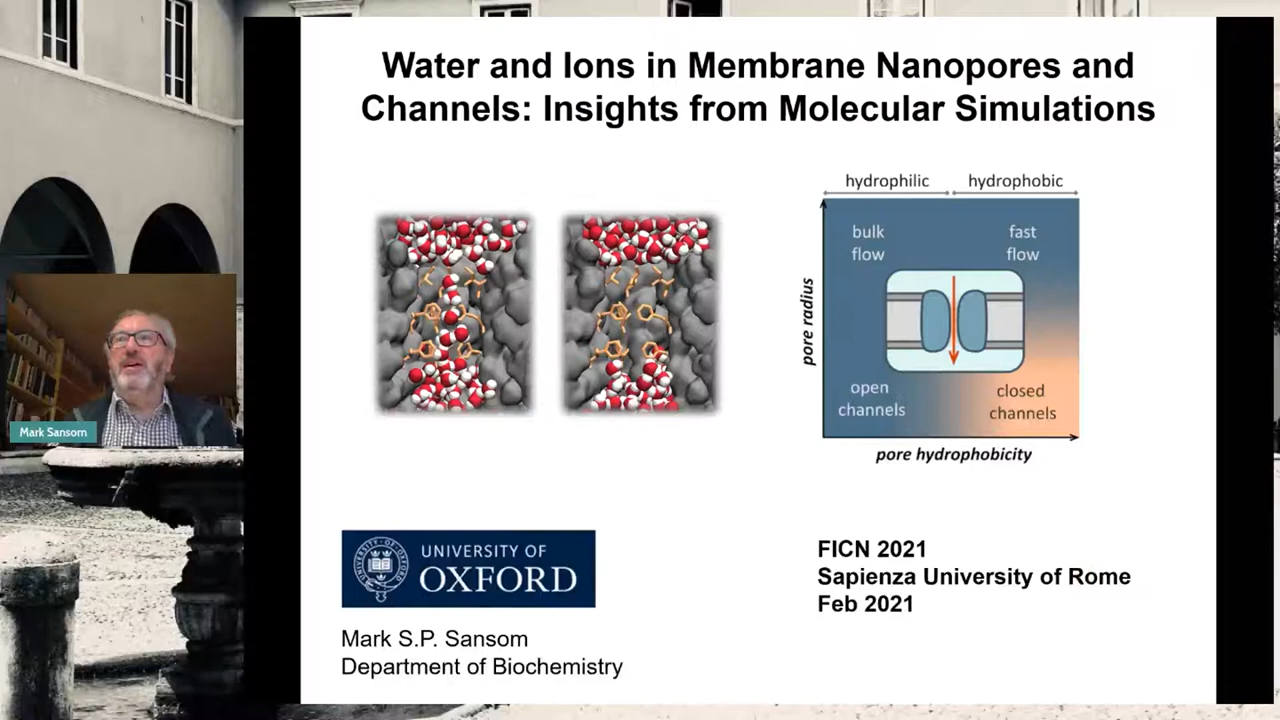 Water and Ions in Membrane Nanopores and
Channels: Insights from Molecular Simulations
hydrophilic hydrophobic
bulk
flow
fast
flow
pore radius
open
channels
closed
channels
pore hydrophobicity
Mark Sansom
UNIVERSITY OF
OXFORD
FICN 2021
Sapienza University of Rome
Feb 2021
Mark S.P. Sansom
Department of Biochemistry